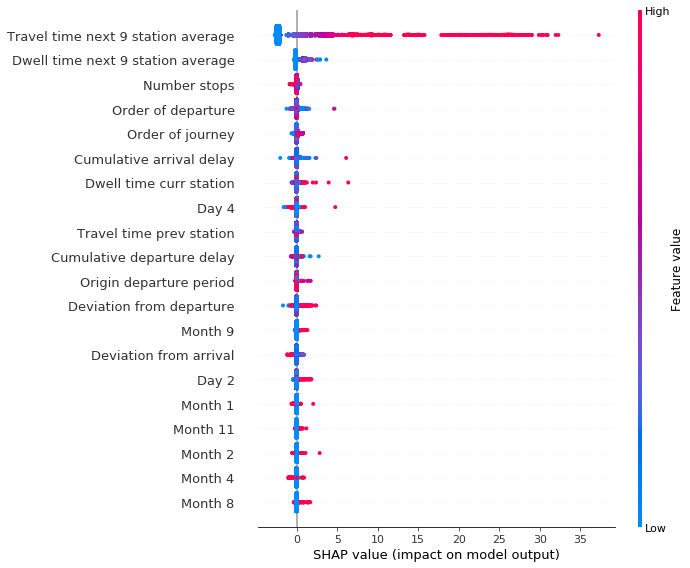 High
Travel time next 9 station average
Dwell time next 9 station average
Number stops
Order of departure
Order of journey
Cumulative arrival delay
Dwell time curr station
Day 4
Travel time prev station
Cumulative departure delay
Origin departure period
Deviation from departure
Month 9
Deviation from arrival
Day 2
Month 1
Month 11
Month 2
Month 4
Month 8
Feature value
Low
0 5 10 15 20 25 30 35
SHAP value (impact on model output)